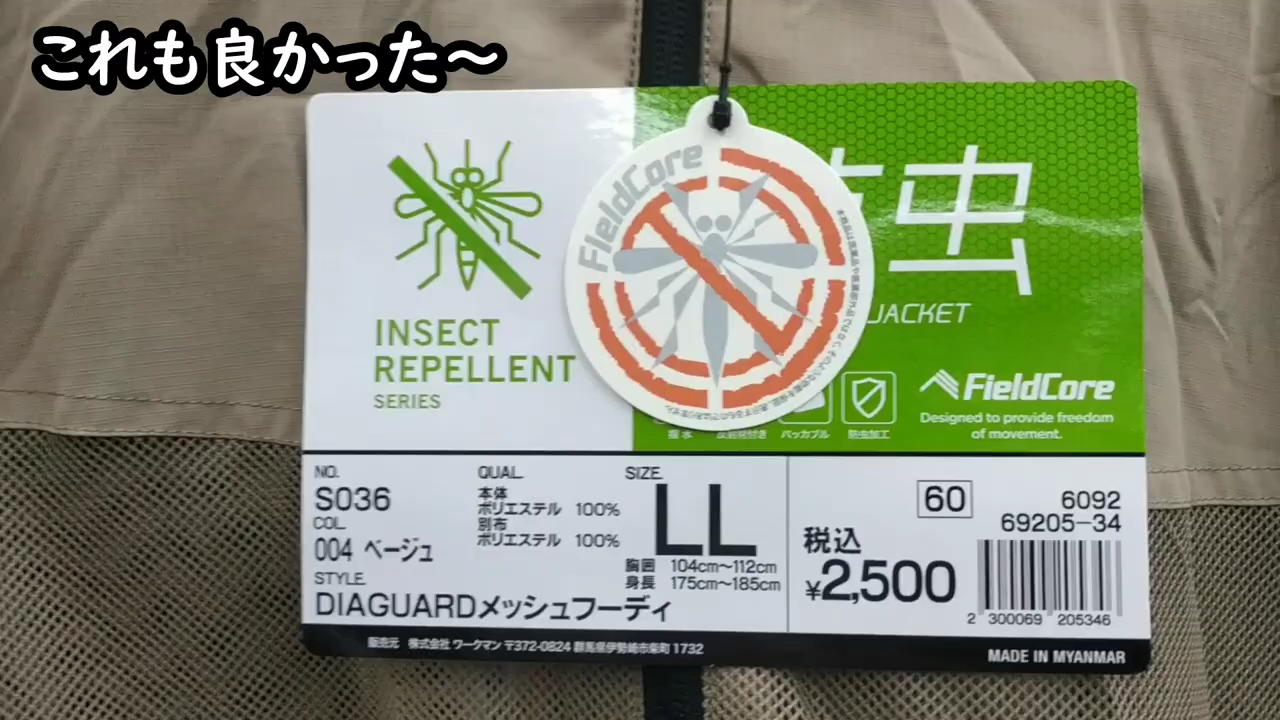 これも良かった〜
FieldCore
虫
JACKET
INSECT
REPELLENT
SERIES
撥水
反射材付き
パッカブル
防虫加工
FieldCore
Designed to provide freedom
of movement.
NO.
S036
COL.
004 ベージュ
STYLE.
DIAGUARDメッシュフーディ
QUAL.
本体
ポリエステル 100%
別布
ポリエステル 100%
SIZE.
LL
胸囲 104cm〜112cm
身長 175cm〜185cm
60
6092
69205-34
税込
¥2,500
2 300069 205346
販売元 株式会社 ワークマン 〒372-0824 群馬県伊勢崎市柴町 1732
MADE IN MYANMAR